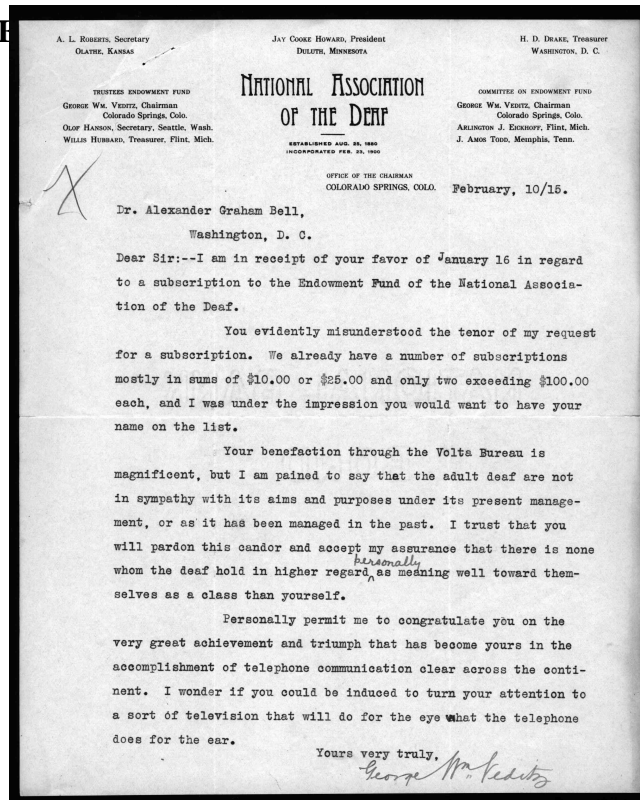 A. L. ROBERTS, Secretary
OLATHE, KANSAS
JAY COOKE HOWARD, President
DULUTH, MINNESOTA
H. D. DRAKE, Treasurer
WASHINGTON, D. C.
NATIONAL ASSOCIATION
OF THE DEAF
ESTABLISHED AUG. 25, 1880
INCORPORATED FEB. 23, 1900
TRUSTEES ENDOWMENT FUND
GEORGE WM. VEDITZ, Chairman
Colorado Springs, Colo.
OLOF HANSON, Secretary, Seattle, Wash.
WILLIS HUBBARD, Treasurer, Flint, Mich.
COMMITTEE ON ENDOWMENT FUND
GEORGE WM. VEDITZ, Chairman
Colorado Springs, Colo.
ARLINGTON J. EICKHOFF, Flint, Mich.
J. AMOS TODD, Memphis, Tenn.
OFFICE OF THE CHAIRMAN
COLORADO SPRINGS, COLO. February, 10/15.
Dr. Alexander Graham Bell,
Washington, D. C.
Dear Sir:--I am in receipt of your favor of January 16 in regard
to a subscription to the Endowment Fund of the National Associa-
tion of the Deaf.
You evidently misunderstood the tenor of my request
for a subscription. We already have a number of subscriptions
mostly in sums of $10.00 or $25.00 and only two exceeding $100.00
each, and I was under the impression you would want to have your
name on the list.
Your benefaction through the Volta Bureau is
magnificent, but I am pained to say that the adult deaf are not
in sympathy with its aims and purposes under its present manage-
ment, or as it has been managed in the past. I trust that you
will pardon this candor and accept my assurance that there is none
personally
whom the deaf hold in higher regard ^ as meaning well toward them-
selves as a class than yourself.
Personally permit me to congratulate you on the
very great achievement and triumph that has become yours in the
accomplishment of telephone communication clear across the conti-
nent. I wonder if you could be induced to turn your attention to
a sort of television that will do for the eye what the telephone
does for the ear.
Yours very truly,
George Wm. Veditz